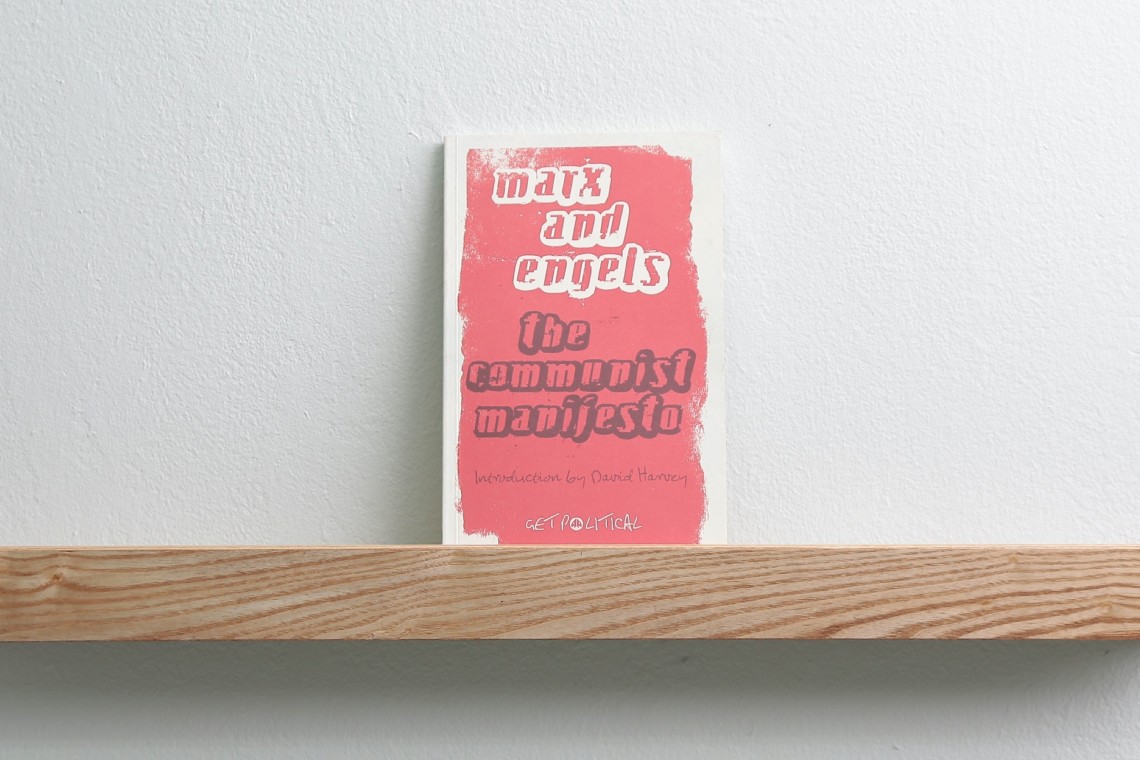 marx
and
engels
the
communist
manifesto
Introduction by David Harvey
GET POLITICAL